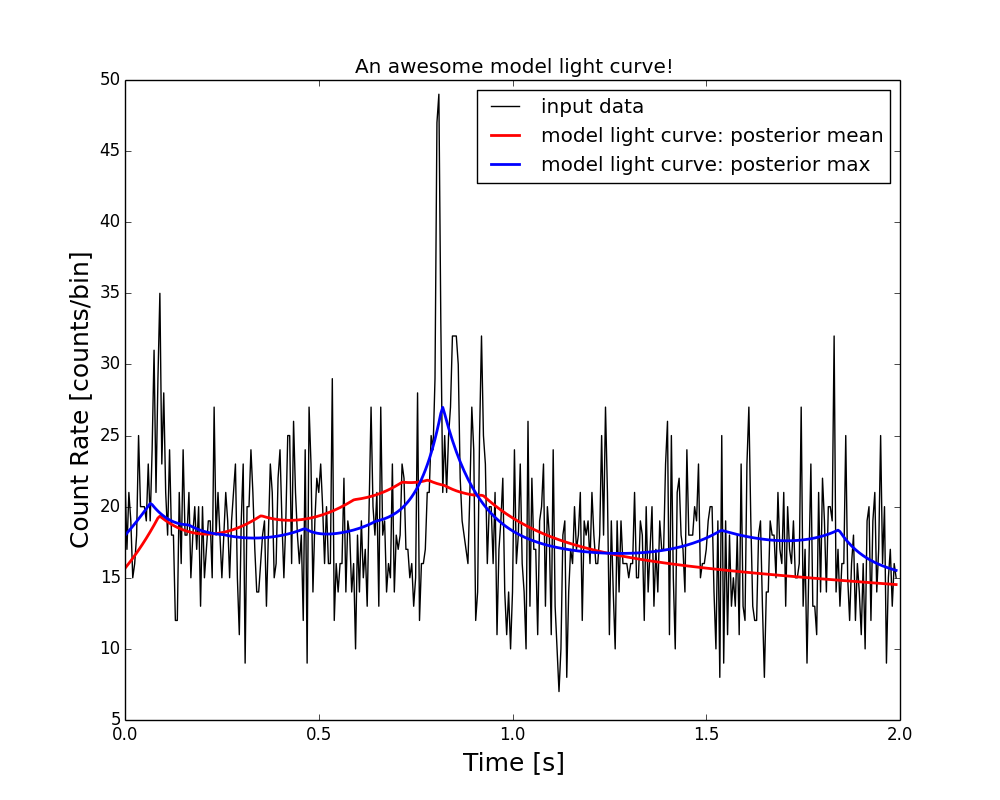 An awesome model light curve!
input data
model light curve: posterior mean
model light curve: posterior max
Count Rate [counts/bin]
50
45
40
35
30
25
20
15
10
5
0.0
0.5
1.0
1.5
2.0
Time [s]